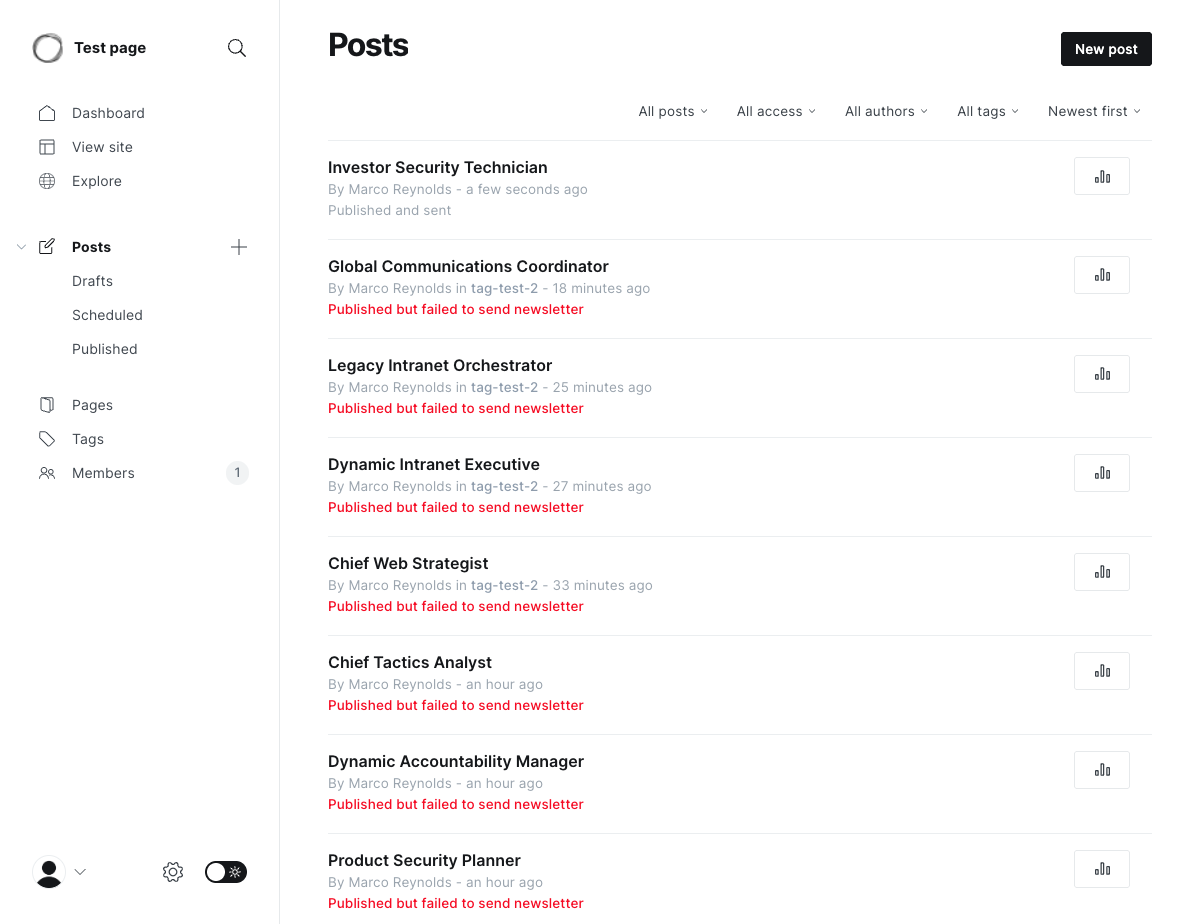 Test page
Dashboard
View site
Explore
Posts
Drafts
Scheduled
Published
Pages
Tags
Members 1
Posts
New post
All posts All access All authors All tags Newest first
Investor Security Technician
By Marco Reynolds - a few seconds ago
Published and sent
Global Communications Coordinator
By Marco Reynolds in tag-test-2 - 18 minutes ago
Published but failed to send newsletter
Legacy Intranet Orchestrator
By Marco Reynolds in tag-test-2 - 25 minutes ago
Published but failed to send newsletter
Dynamic Intranet Executive
By Marco Reynolds in tag-test-2 - 27 minutes ago
Published but failed to send newsletter
Chief Web Strategist
By Marco Reynolds in tag-test-2 - 33 minutes ago
Published but failed to send newsletter
Chief Tactics Analyst
By Marco Reynolds - an hour ago
Published but failed to send newsletter
Dynamic Accountability Manager
By Marco Reynolds - an hour ago
Published but failed to send newsletter
Product Security Planner
By Marco Reynolds - an hour ago
Published but failed to send newsletter